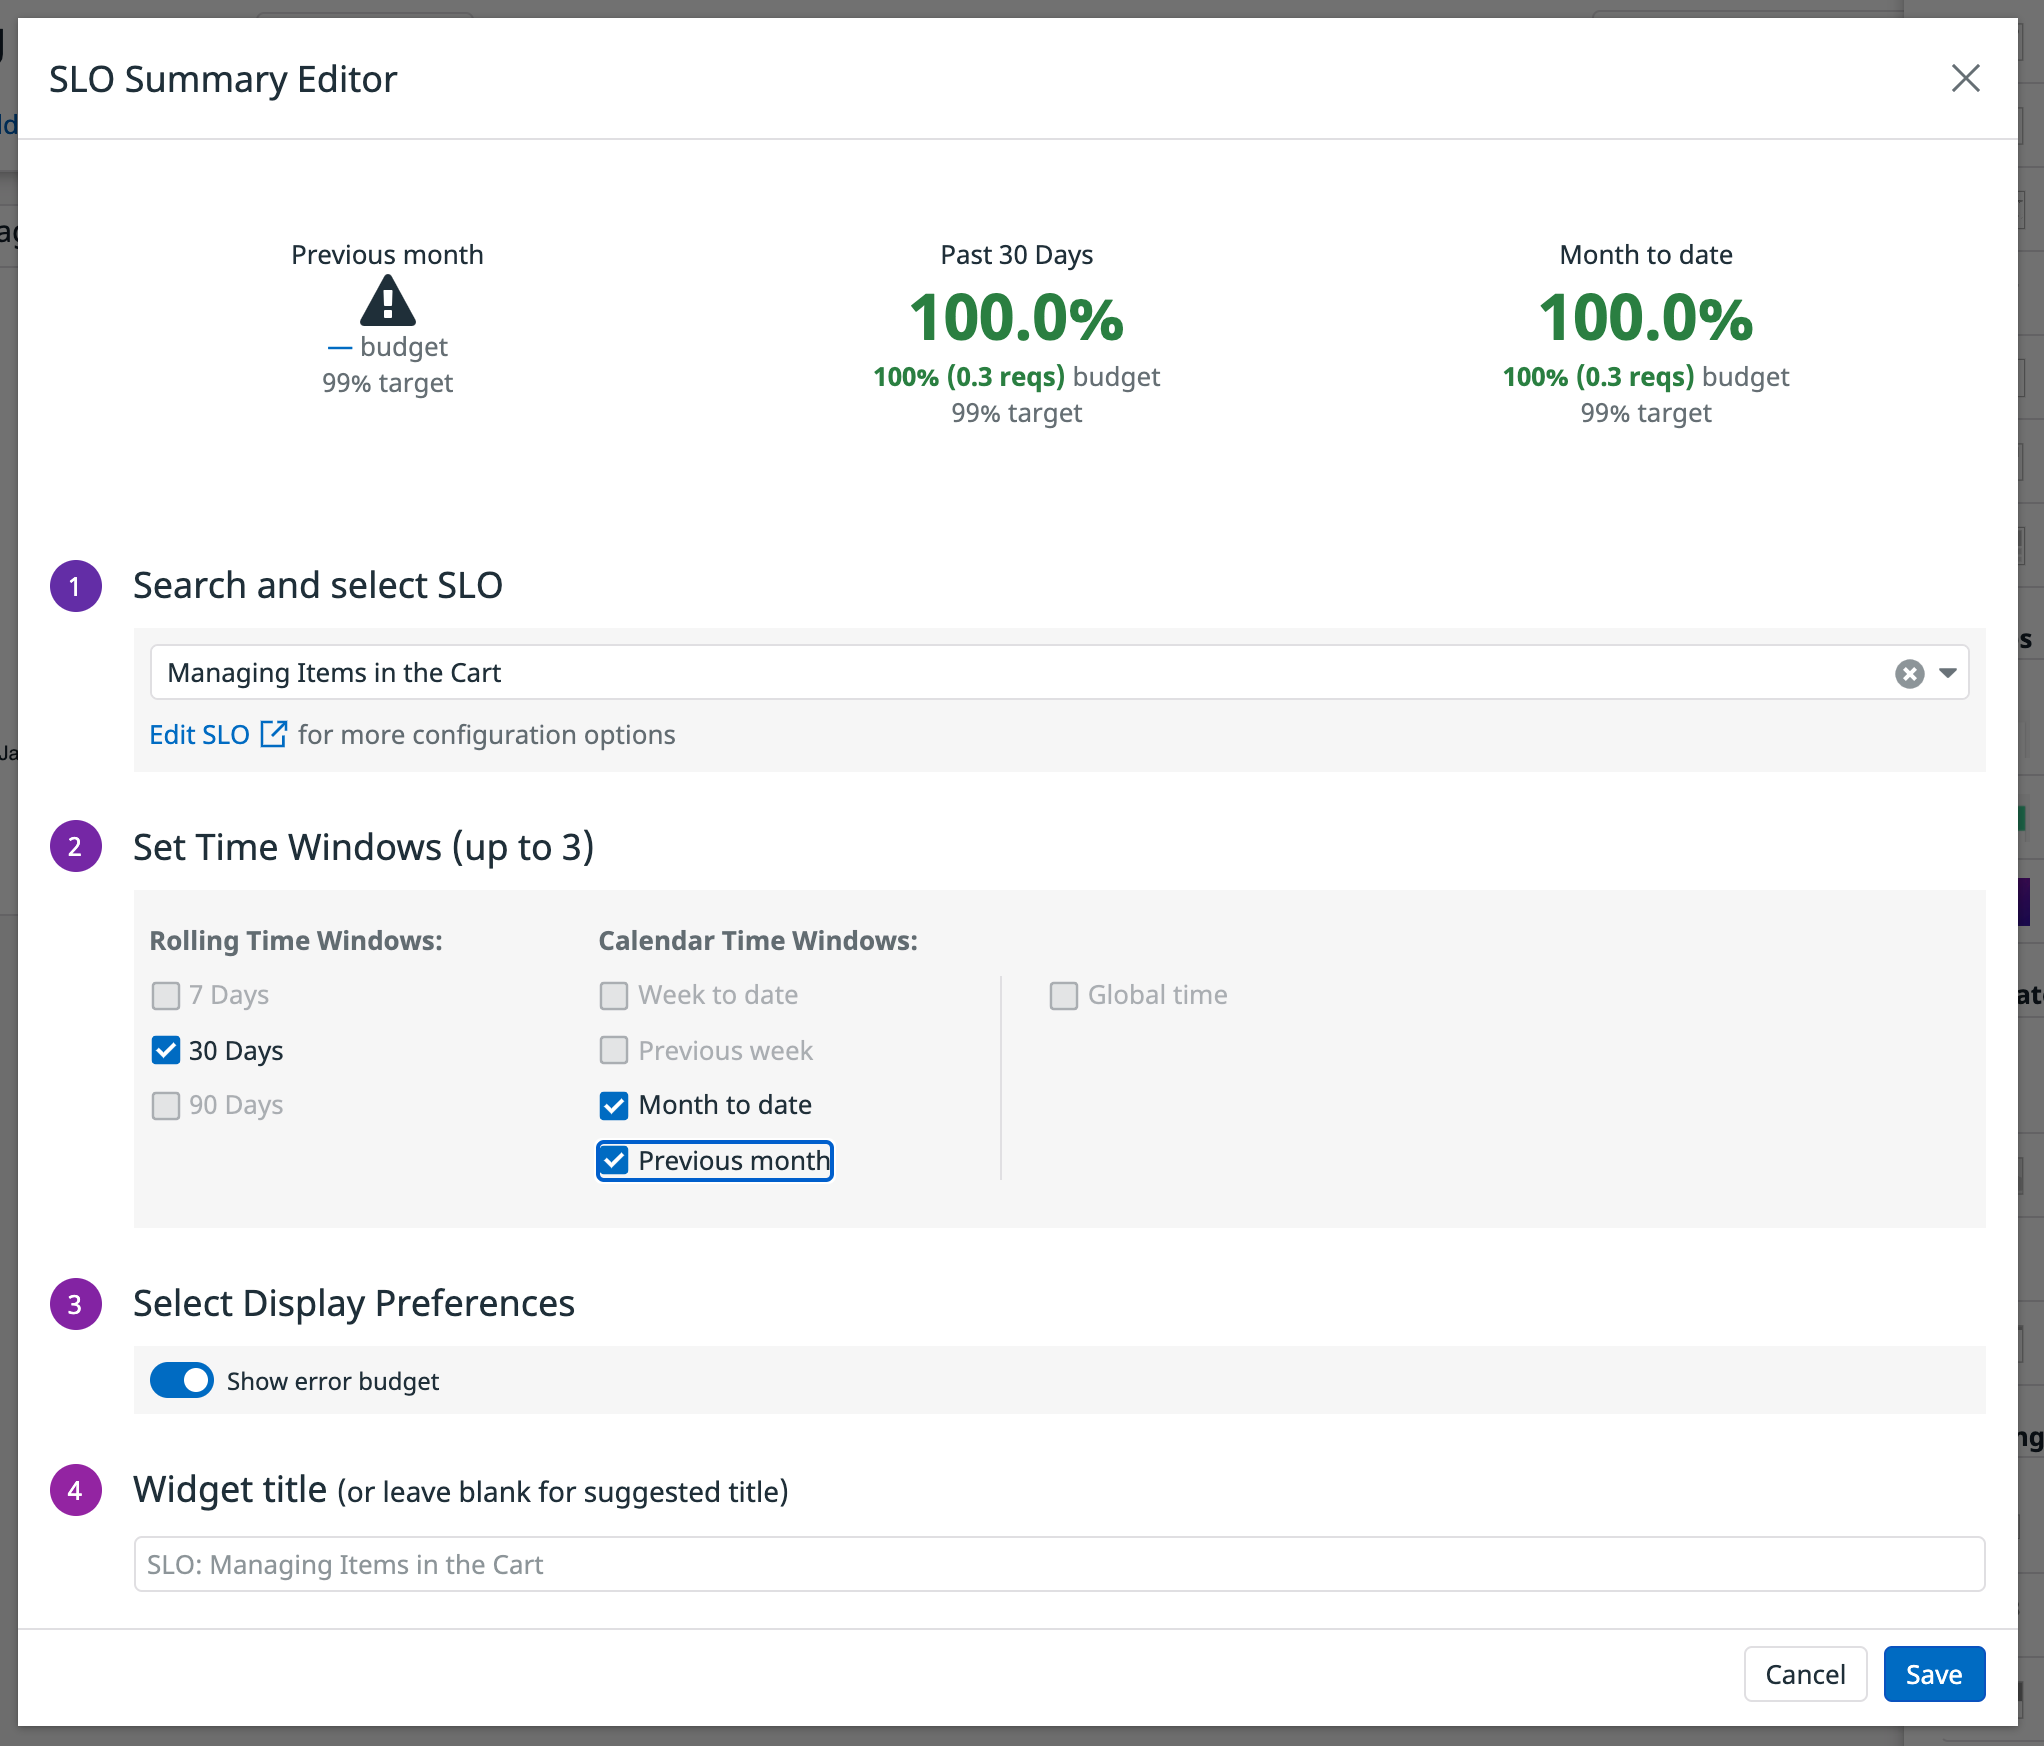 SLO Summary Editor
Previous month
— budget
99% target
Past 30 Days
100.0%
100% (0.3 reqs) budget
99% target
Month to date
100.0%
100% (0.3 reqs) budget
99% target
1 Search and select SLO
Managing Items in the Cart
Edit SLO for more configuration options
2 Set Time Windows (up to 3)
Rolling Time Windows:
7 Days
30 Days
90 Days
Calendar Time Windows:
Week to date
Previous week
Month to date
Previous month
Global time
3 Select Display Preferences
Show error budget
4 Widget title (or leave blank for suggested title)
SLO: Managing Items in the Cart
Cancel
Save